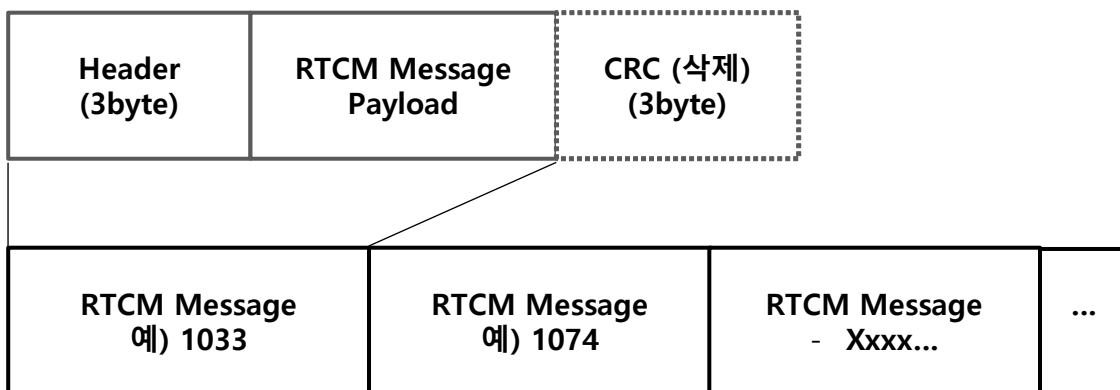 Header
(3byte)
RTCM Message
Payload
CRC (삭제)
(3byte)
RTCM Message
예) 1033
RTCM Message
예) 1074
RTCM Message
- Xxxx...
...